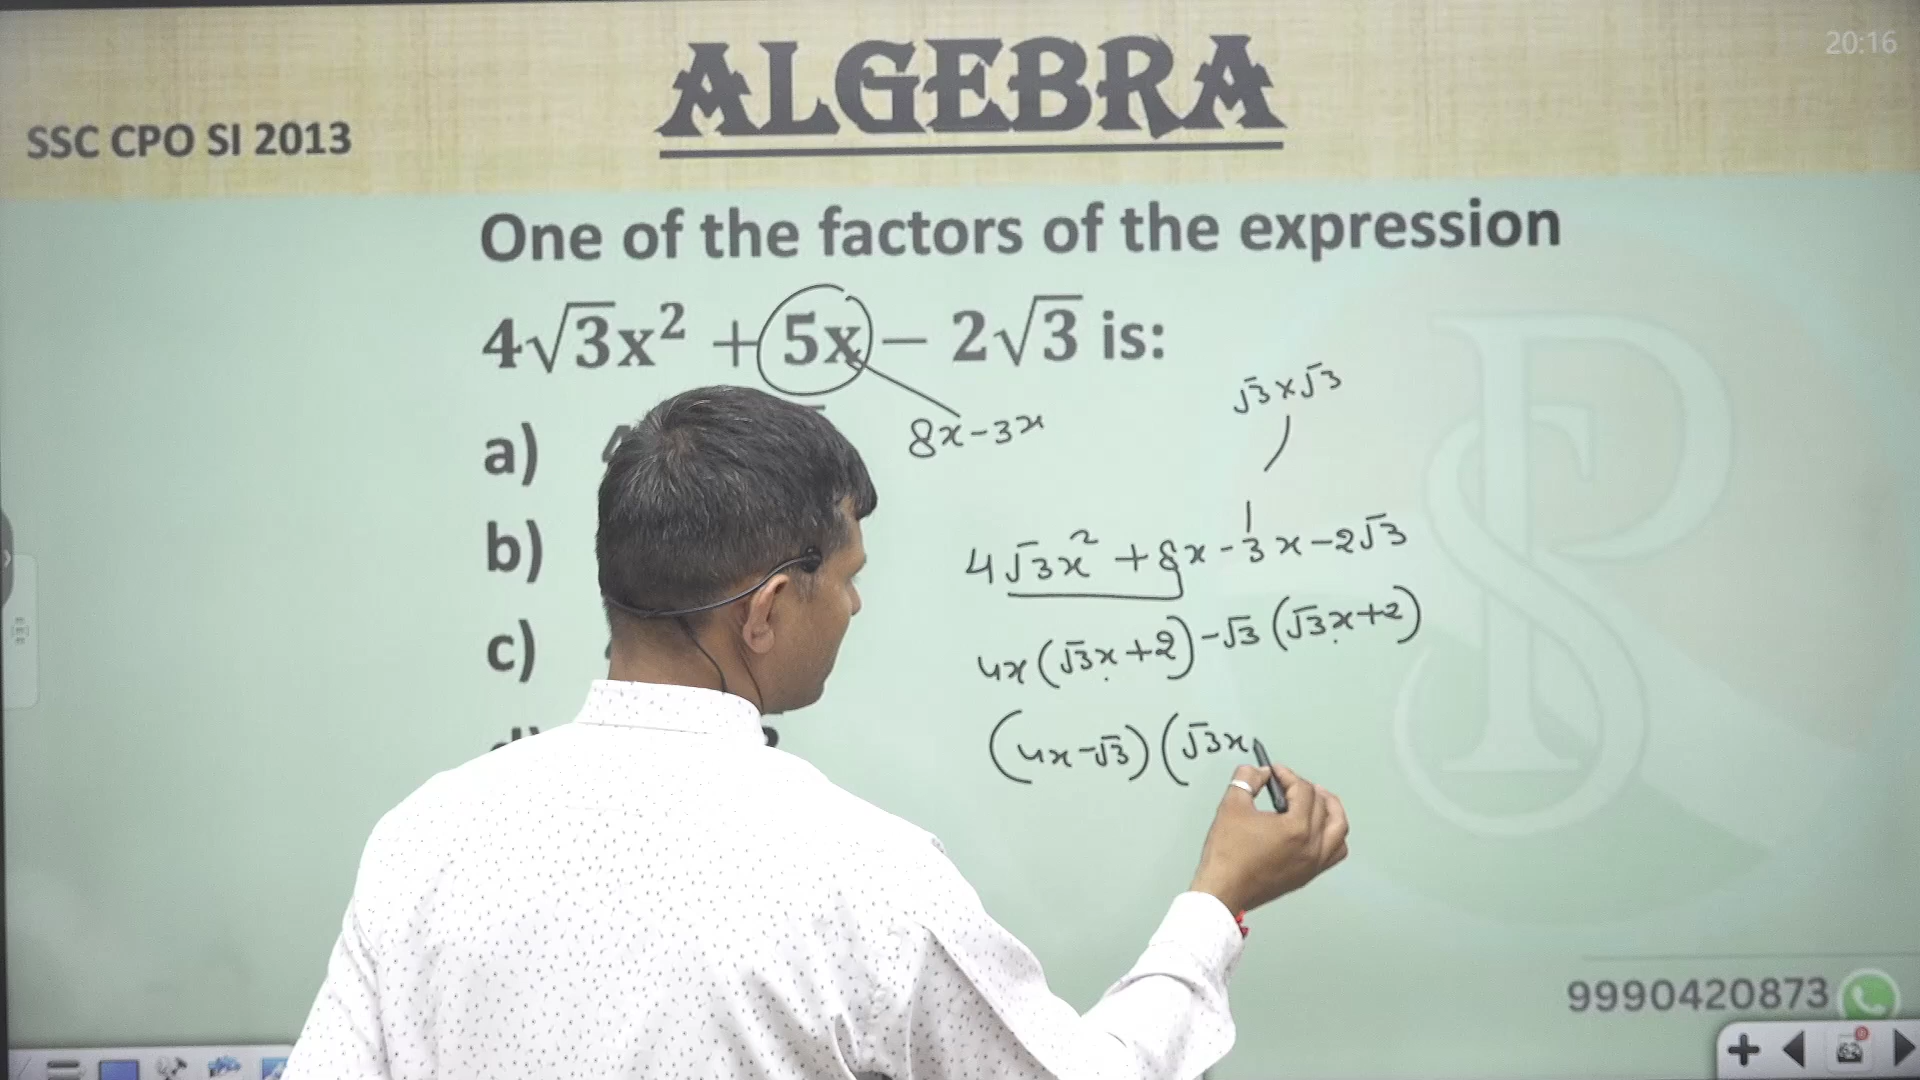 20:16
ALGEBRA
SSC CPO SI 2013
One of the factors of the expression
4√3x² + 5x − 2√3 is:
8x-3x
√3×√3
a)
b)
c)
4√3x² + 8x - 3x - 2√3
4x(√3x+2) - √3(√3x+2)
(4x-√3)(√3x
9990420873